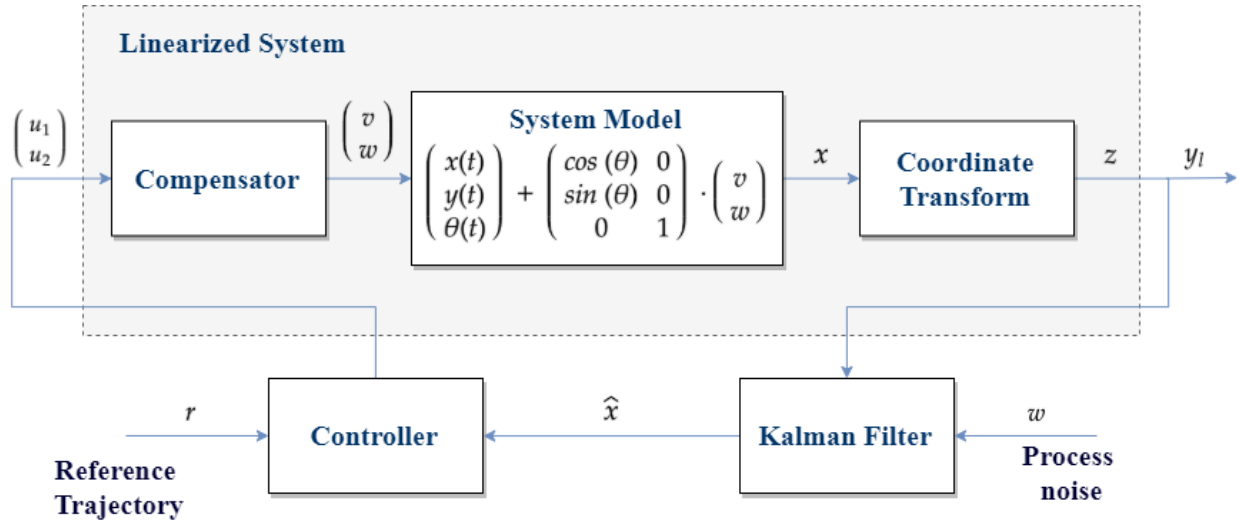 Linearized System
( u₁ )
( u₂ )
Compensator
( v )
( w )
System Model
( x(t) ) ( cos (θ) 0 )
( y(t) ) + ( sin (θ) 0 ) · ( v )
( θ(t) ) ( 0 1 ) ( w )
x
Coordinate
Transform
z
yₗ
r
Reference
Trajectory
Controller
x̂
Kalman Filter
w
Process
noise